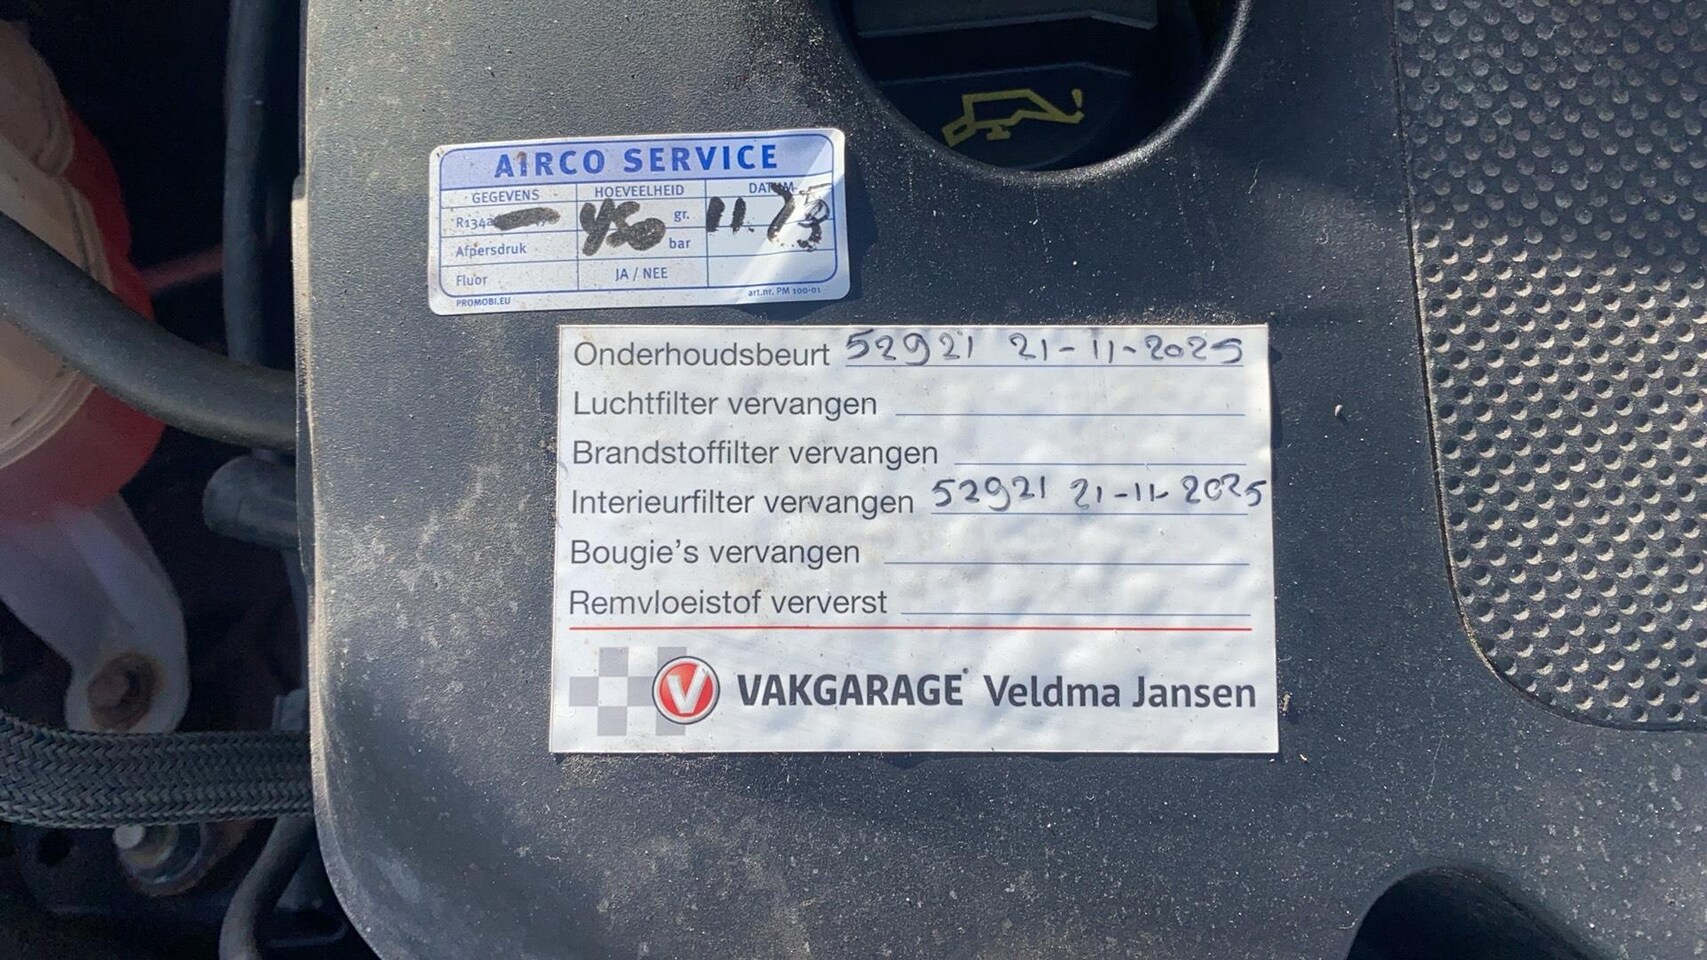 AIRCO SERVICE
GEGEVENS HOEVEELHEID DATUM
R134a 450 gr. 11.
Afpersdruk bar
Fluor JA / NEE
PROMOBI.EU art.nr. PM 100-01
Onderhoudsbeurt 52921 21-11-2025
Luchtfilter vervangen
Brandstoffilter vervangen
Interieurfilter vervangen 52921 21-11-2025
Bougie's vervangen
Remvloeistof ververst
V VAKGARAGE Veldma Jansen